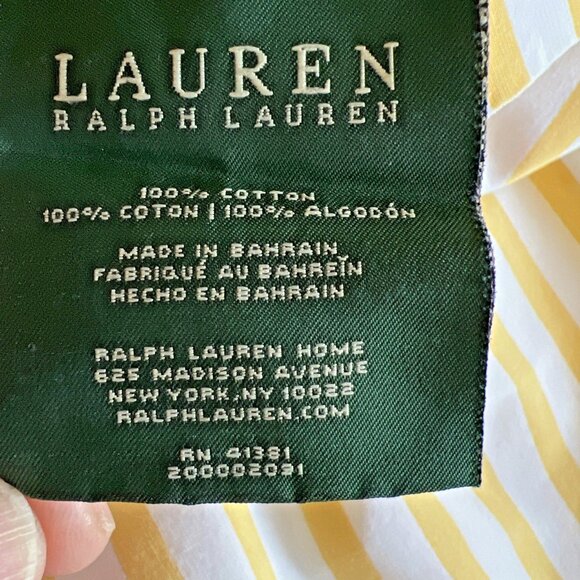 LAUREN
RALPH LAUREN
100% COTTON
100% COTON | 100% ALGODÓN
MADE IN BAHRAIN
FABRIQUÉ AU BAHREÏN
HECHO EN BAHRAIN
RALPH LAUREN HOME
625 MADISON AVENUE
NEW YORK, NY 10022
RALPHLAUREN.COM
RN 41381
200002091